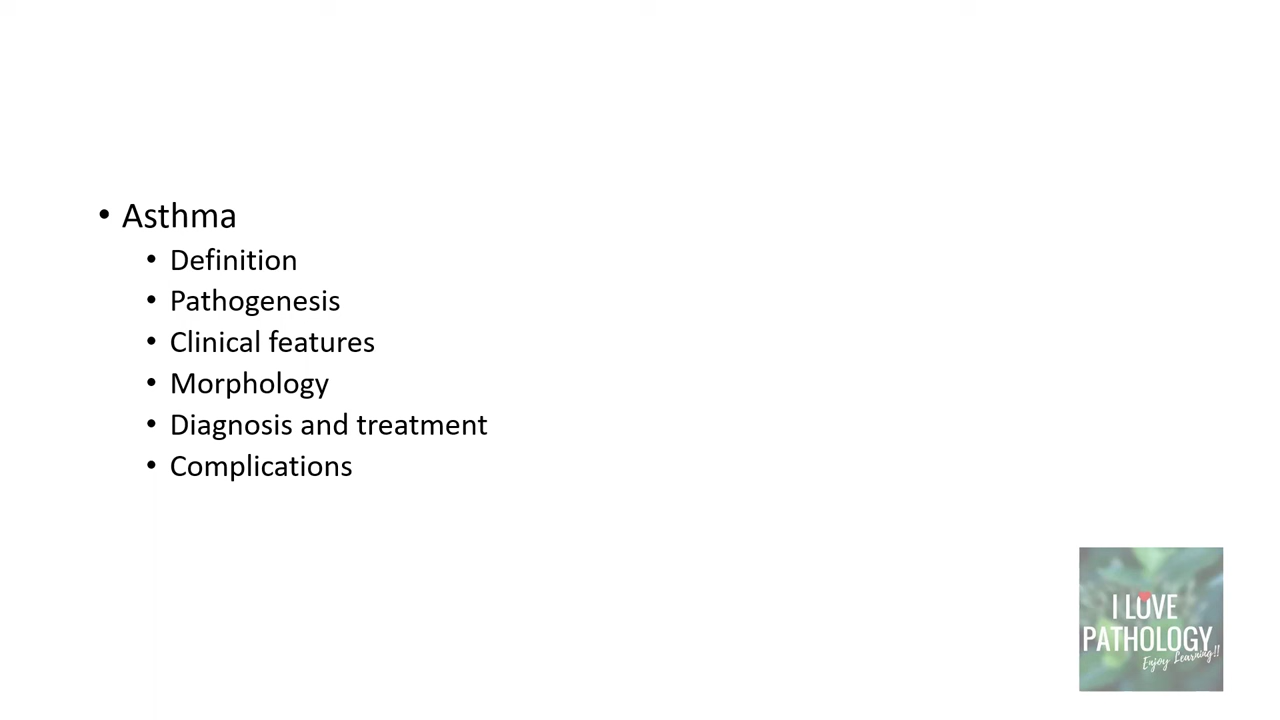 • Asthma
• Definition
• Pathogenesis
• Clinical features
• Morphology
• Diagnosis and treatment
• Complications
I LOVE
PATHOLOGY
Enjoy Learning!!